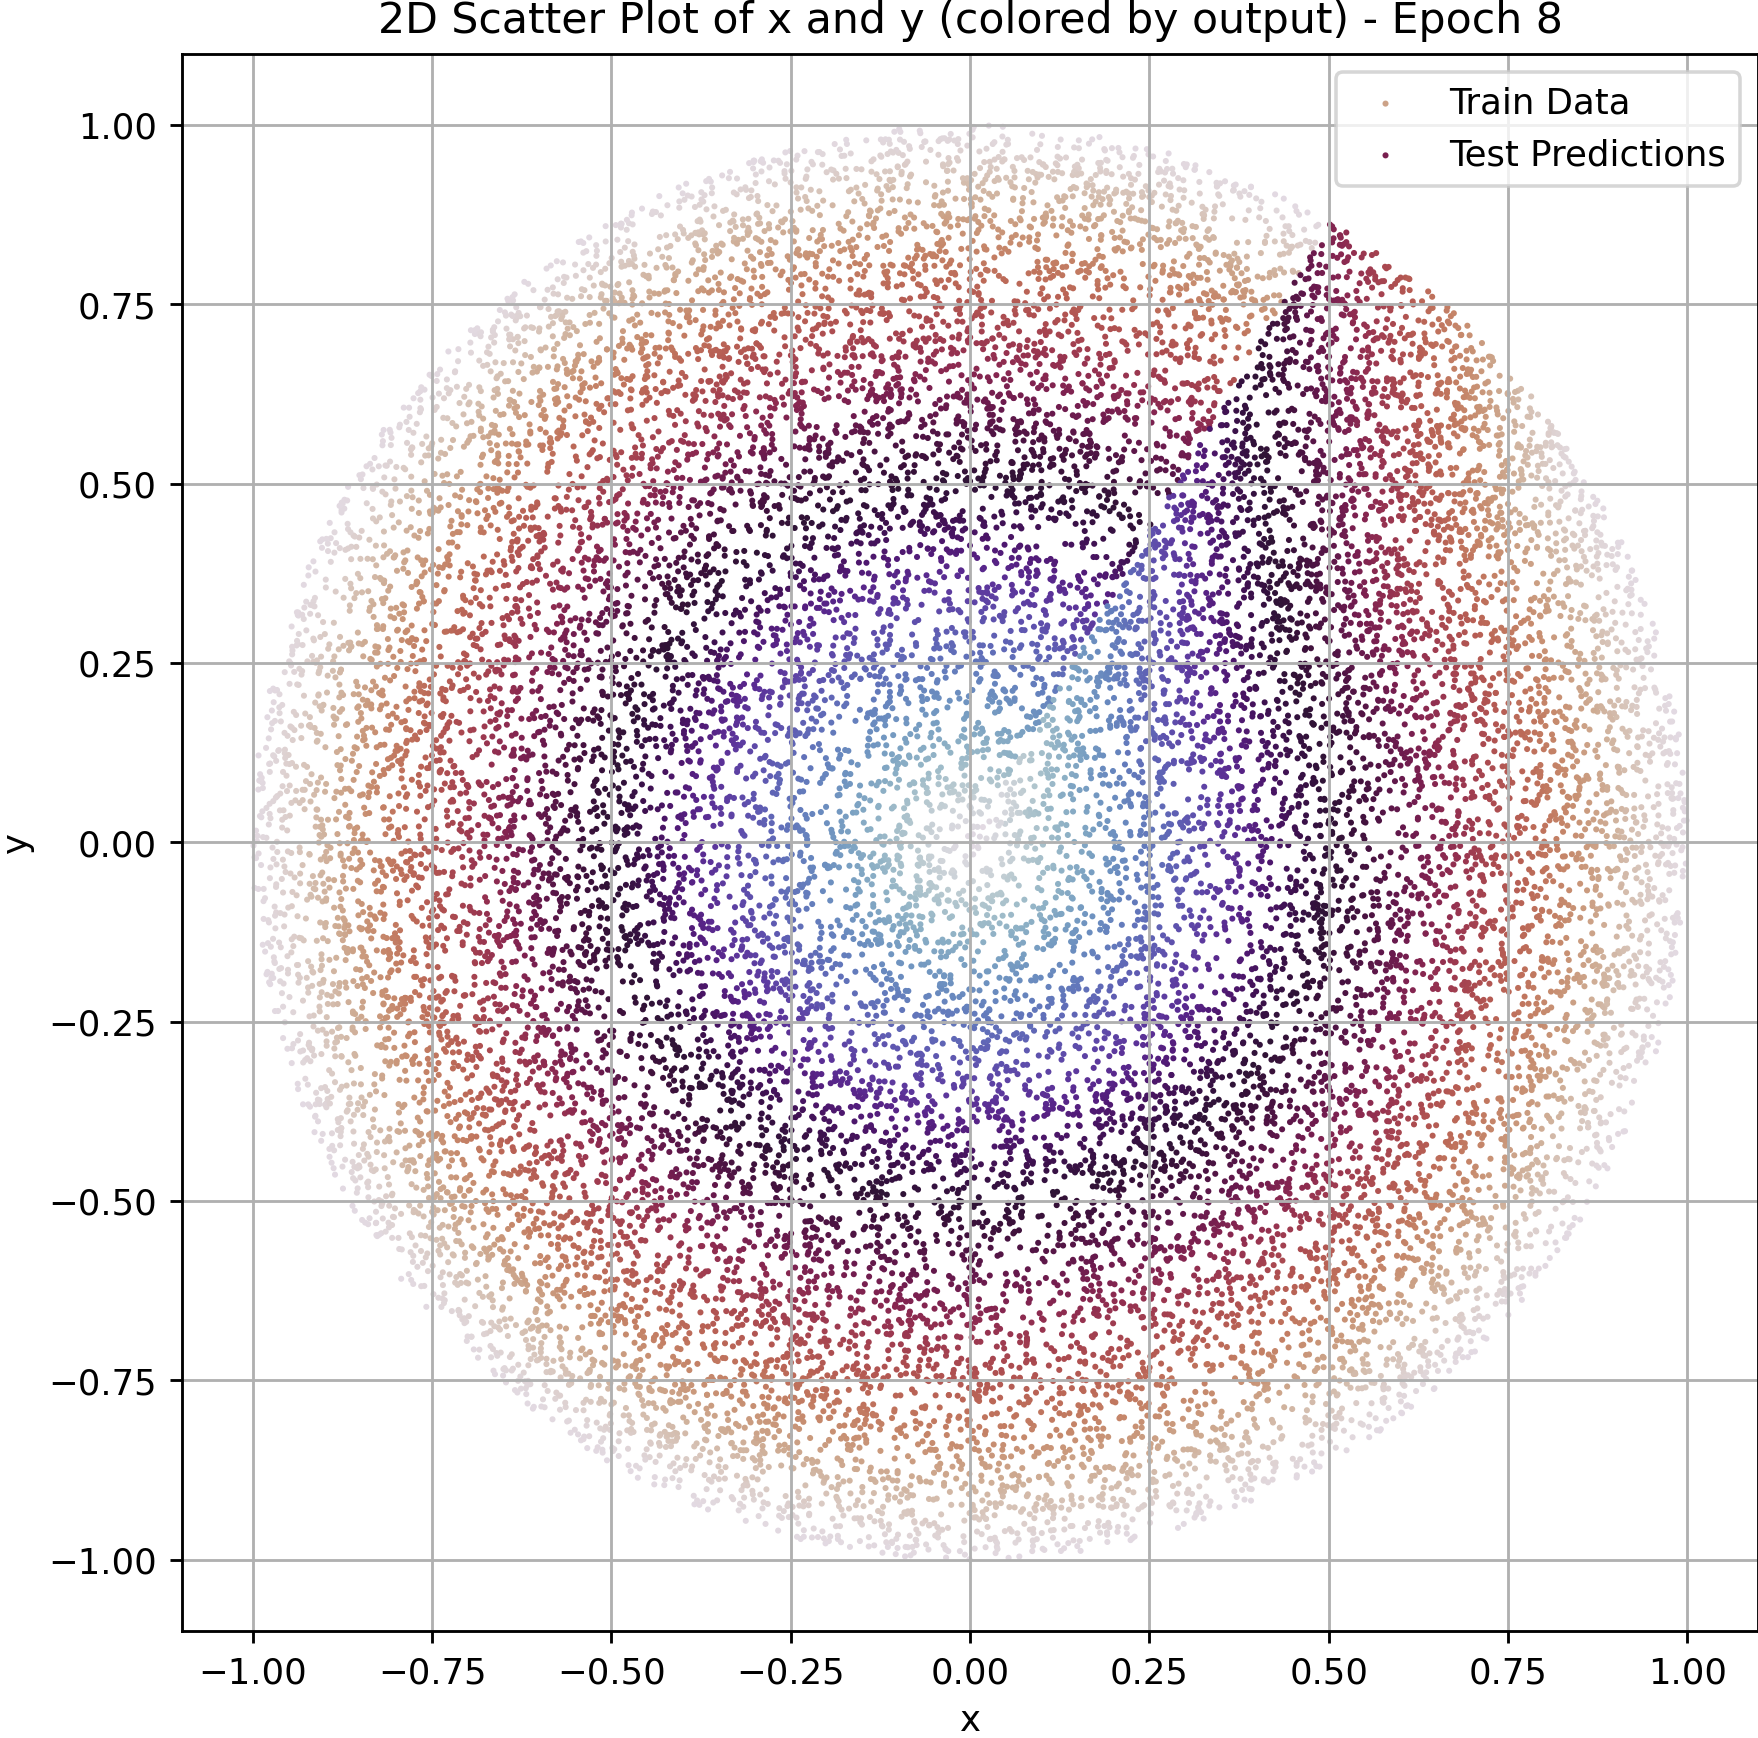 2D Scatter Plot of x and y (colored by output) - Epoch 8
Train Data
Test Predictions
1.00
0.75
0.50
0.25
0.00
−0.25
−0.50
−0.75
−1.00
y
−1.00 −0.75 −0.50 −0.25 0.00 0.25 0.50 0.75 1.00
x